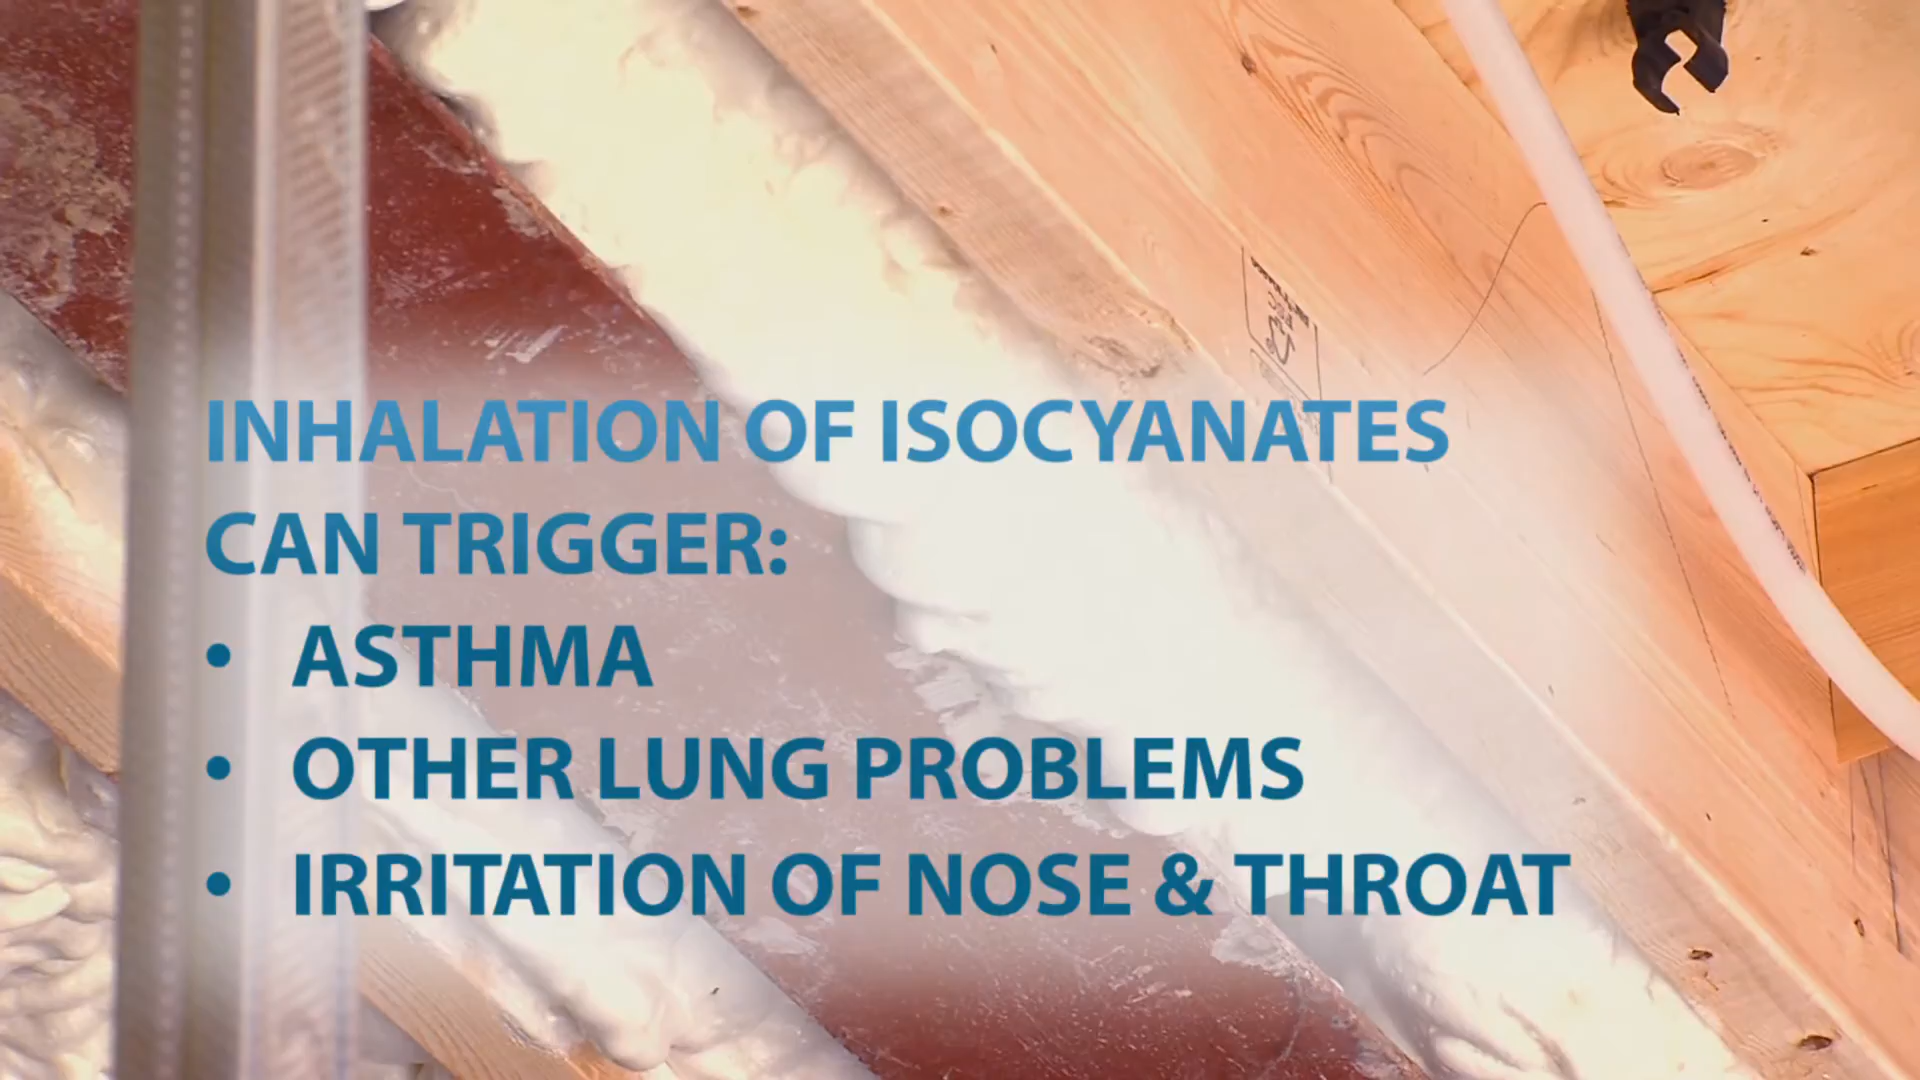 INHALATION OF ISOCYANATES
CAN TRIGGER:
• ASTHMA
• OTHER LUNG PROBLEMS
• IRRITATION OF NOSE & THROAT